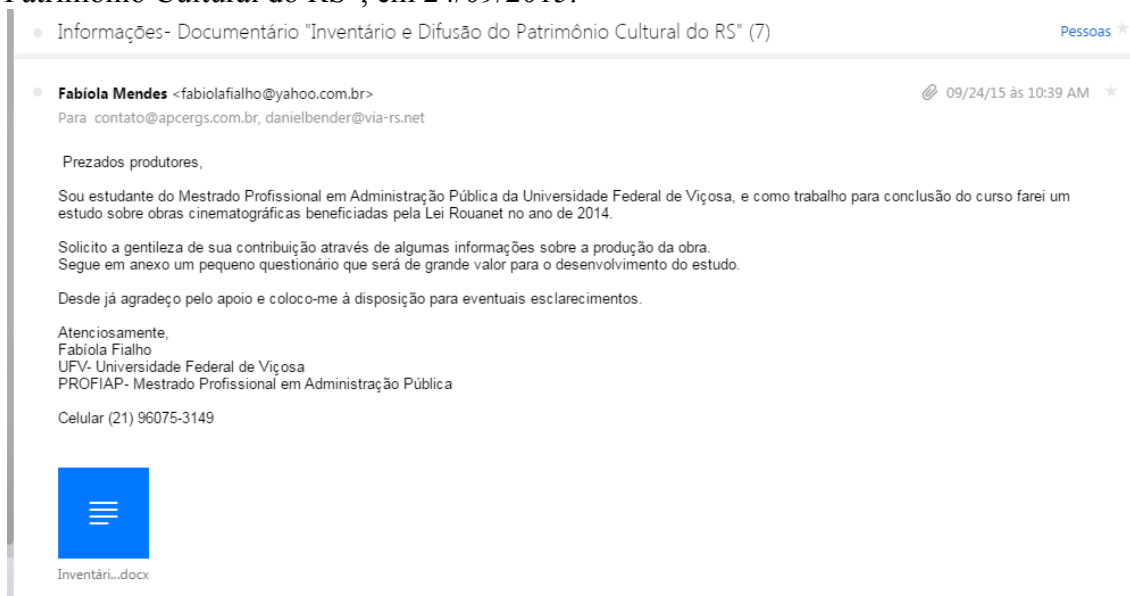 Patrimônio Cultural do RS", em 24/09/2015.
Informações- Documentário "Inventário e Difusão do Patrimônio Cultural do RS" (7)
Pessoas
Fabíola Mendes <fabiolafialho@yahoo.com.br>
09/24/15 às 10:39 AM
Para contato@apcergs.com.br, danielbender@via-rs.net
Prezados produtores,
Sou estudante do Mestrado Profissional em Administração Pública da Universidade Federal de Viçosa, e como trabalho para conclusão do curso farei um
estudo sobre obras cinematográficas beneficiadas pela Lei Rouanet no ano de 2014.
Solicito a gentileza de sua contribuição através de algumas informações sobre a produção da obra.
Segue em anexo um pequeno questionário que será de grande valor para o desenvolvimento do estudo.
Desde já agradeço pelo apoio e coloco-me à disposição para eventuais esclarecimentos.
Atenciosamente,
Fabíola Fialho
UFV- Universidade Federal de Viçosa
PROFIAP- Mestrado Profissional em Administração Pública
Celular (21) 96075-3149
Inventári...docx